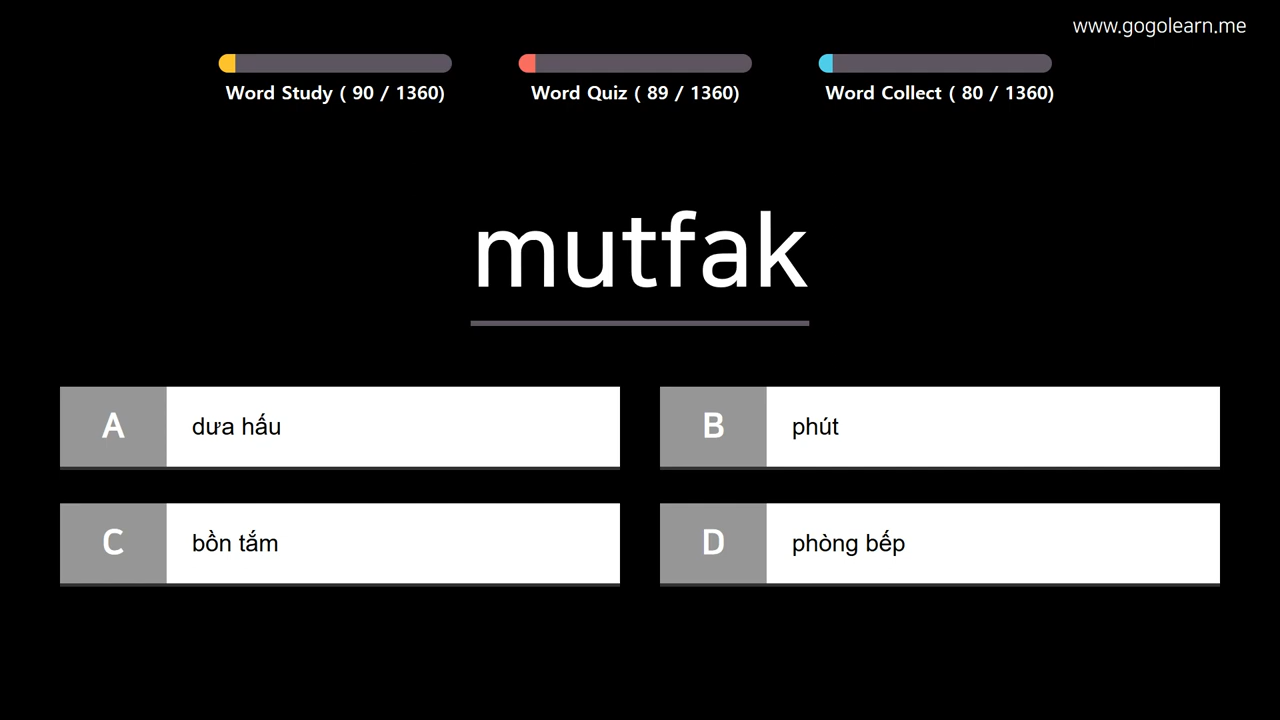 www.gogolearn.me
Word Study ( 90 / 1360)
Word Quiz ( 89 / 1360)
Word Collect ( 80 / 1360)
mutfak
A dưa hấu
B phút
C bồn tắm
D phòng bếp